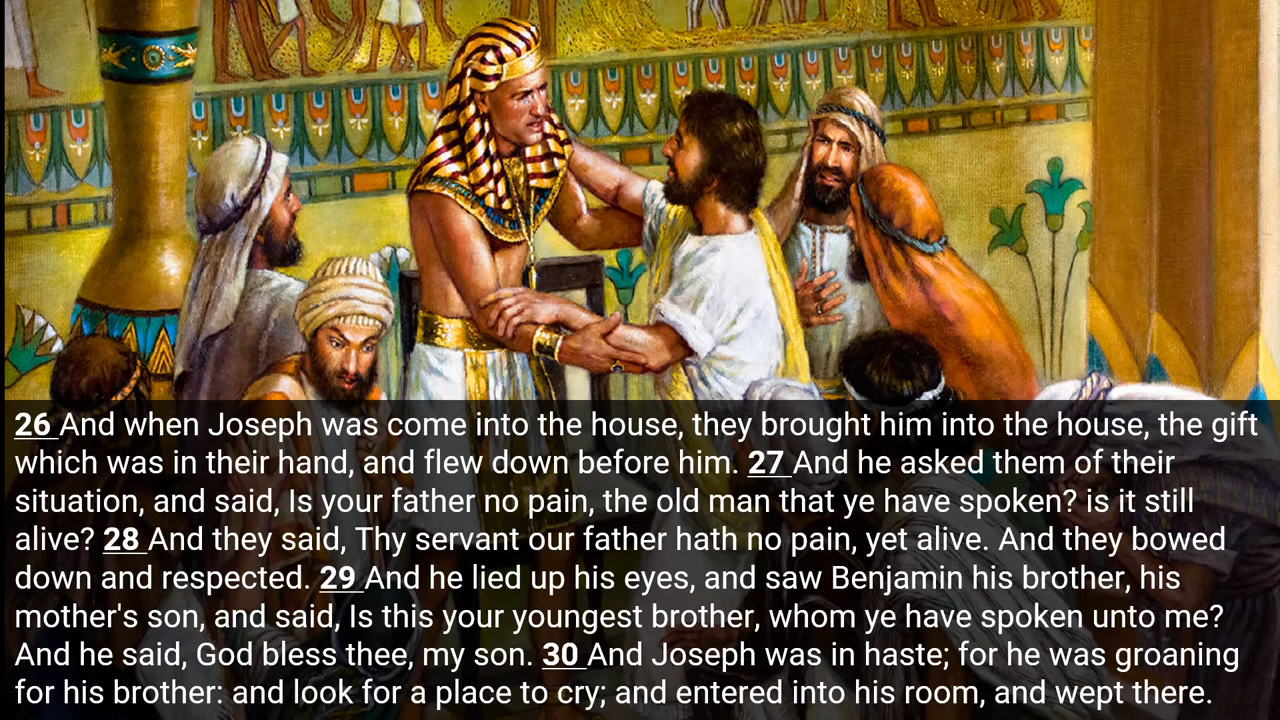 26 And when Joseph was come into the house, they brought him into the house, the gift
which was in their hand, and flew down before him. 27 And he asked them of their
situation, and said, Is your father no pain, the old man that ye have spoken? is it still
alive? 28 And they said, Thy servant our father hath no pain, yet alive. And they bowed
down and respected. 29 And he lied up his eyes, and saw Benjamin his brother, his
mother's son, and said, Is this your youngest brother, whom ye have spoken unto me?
And he said, God bless thee, my son. 30 And Joseph was in haste; for he was groaning
for his brother: and look for a place to cry; and entered into his room, and wept there.